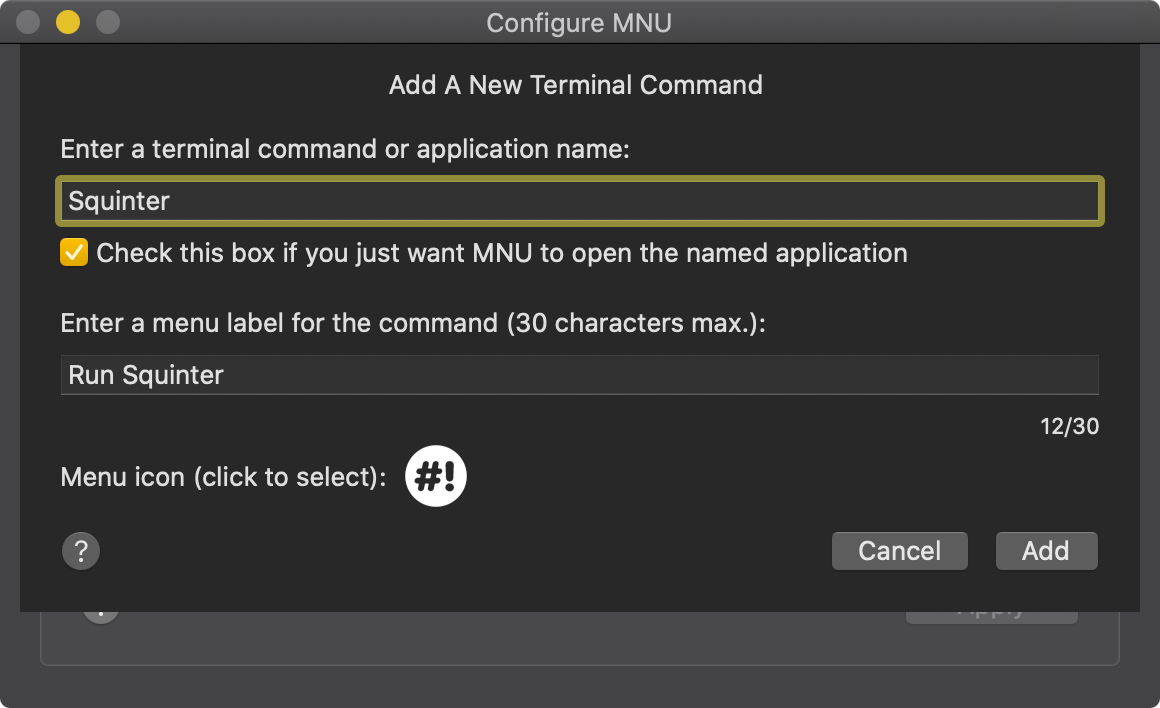 Configure MNU
Add A New Terminal Command
Enter a terminal command or application name:
Squinter
Check this box if you just want MNU to open the named application
Enter a menu label for the command (30 characters max.):
Run Squinter
12/30
Menu icon (click to select): #!
? Cancel Add
Apply